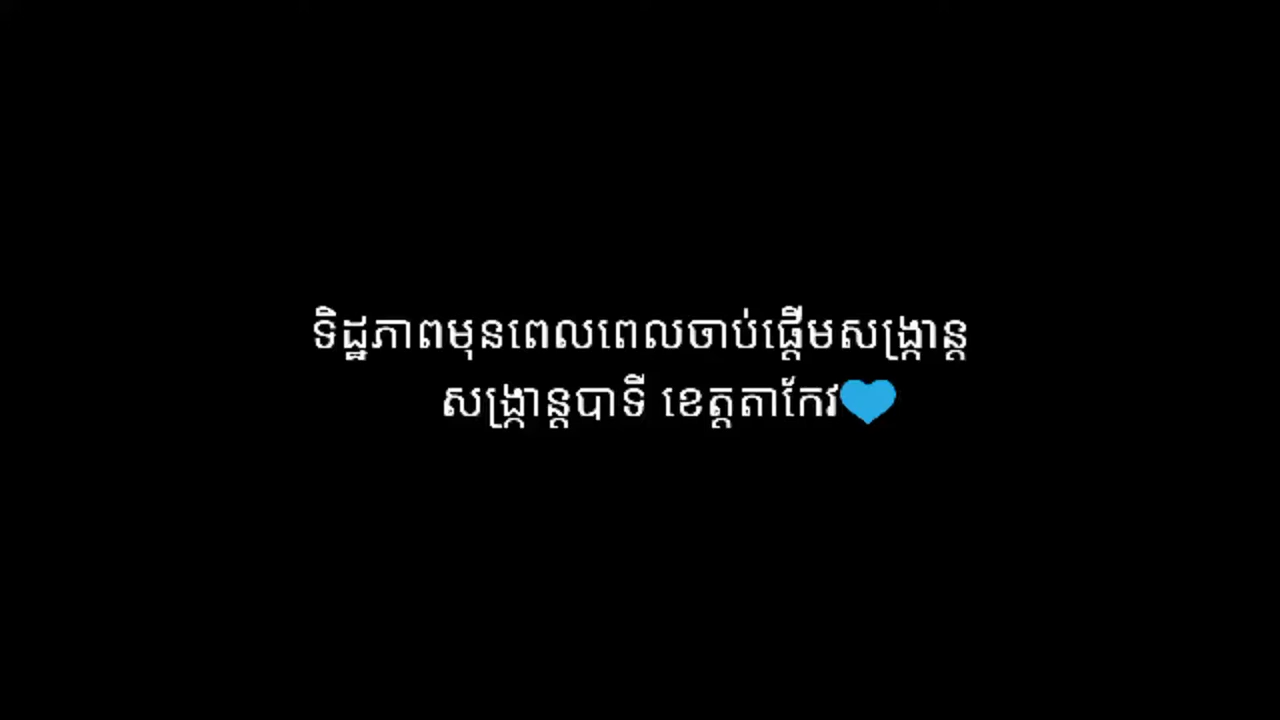 ទិដ្ឋភាពមុនពេលពេលចាប់ផ្តើមសង្ក្រាន្ត
សង្ក្រាន្តបាទី ខេត្តតាកែវ💙